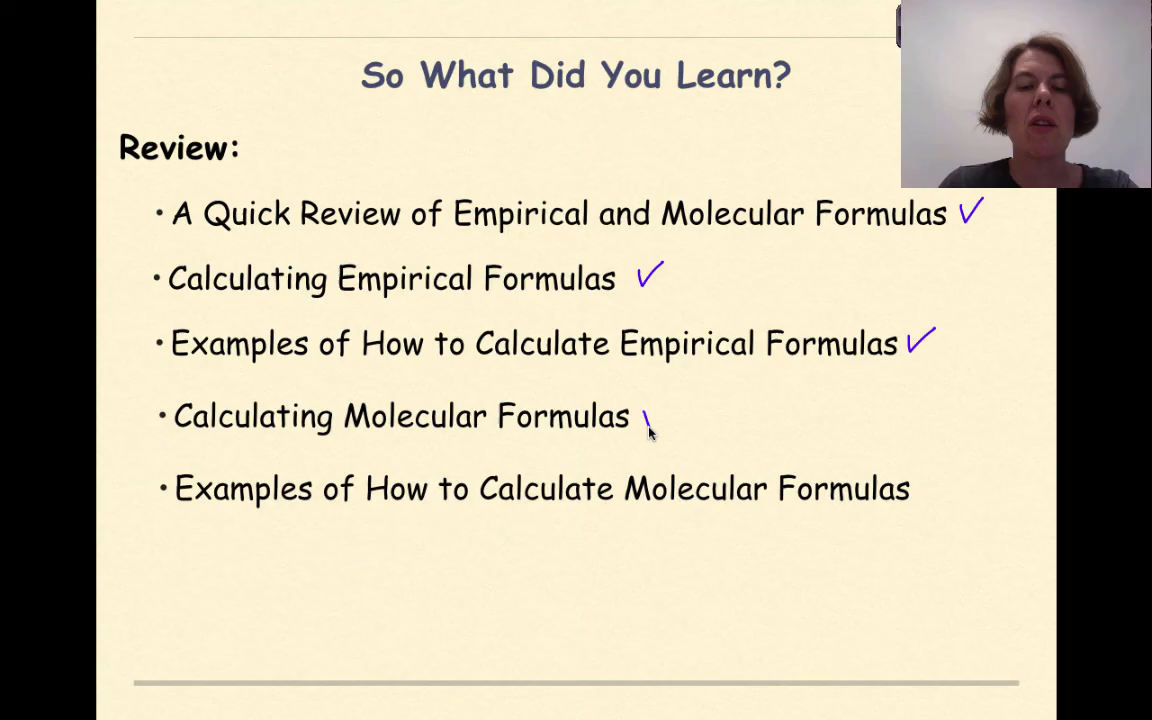 So What Did You Learn?
Review:
• A Quick Review of Empirical and Molecular Formulas ✓
• Calculating Empirical Formulas ✓
• Examples of How to Calculate Empirical Formulas ✓
• Calculating Molecular Formulas
• Examples of How to Calculate Molecular Formulas